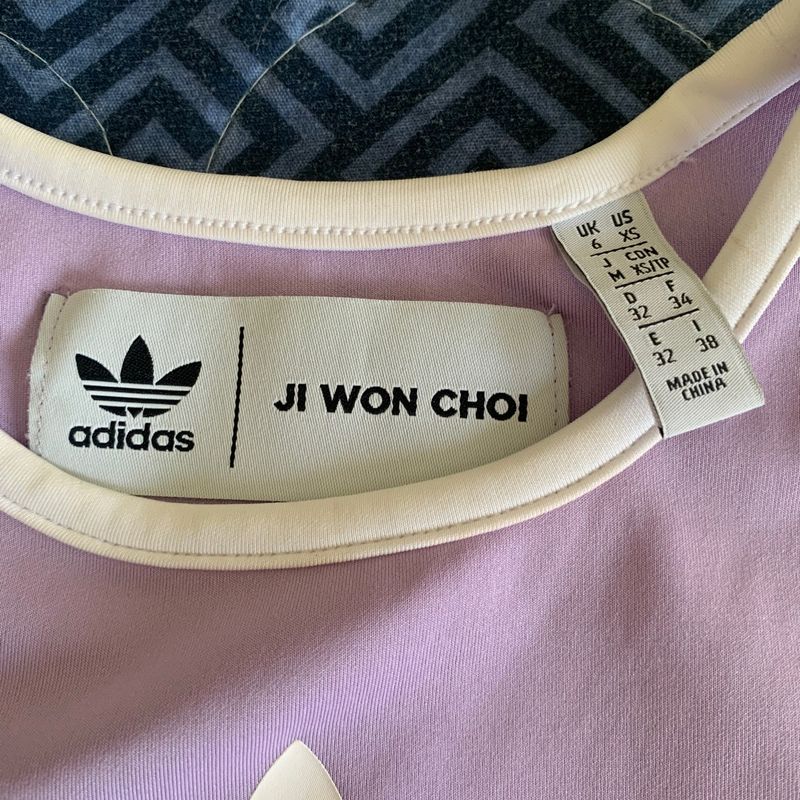 adidas
JI WON CHOI
UK US
6 XS
J CDN
M XS/TP
D F
32 34
E I
32 38
MADE IN
CHINA